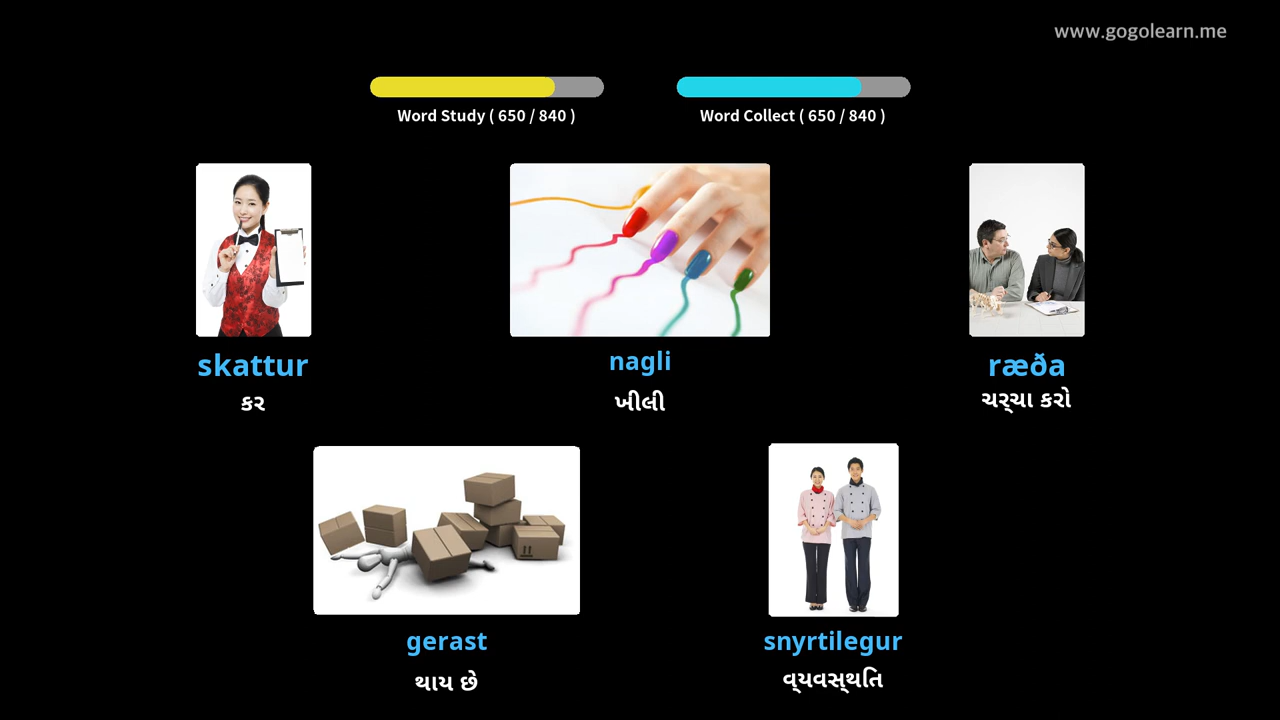 www.gogolearn.me
Word Study ( 650 / 840 )
Word Collect ( 650 / 840 )
skattur
કર
nagli
ખીલી
ræða
ચર્ચા કરો
gerast
થાય છે
snyrtilegur
વ્યવસ્થતિ